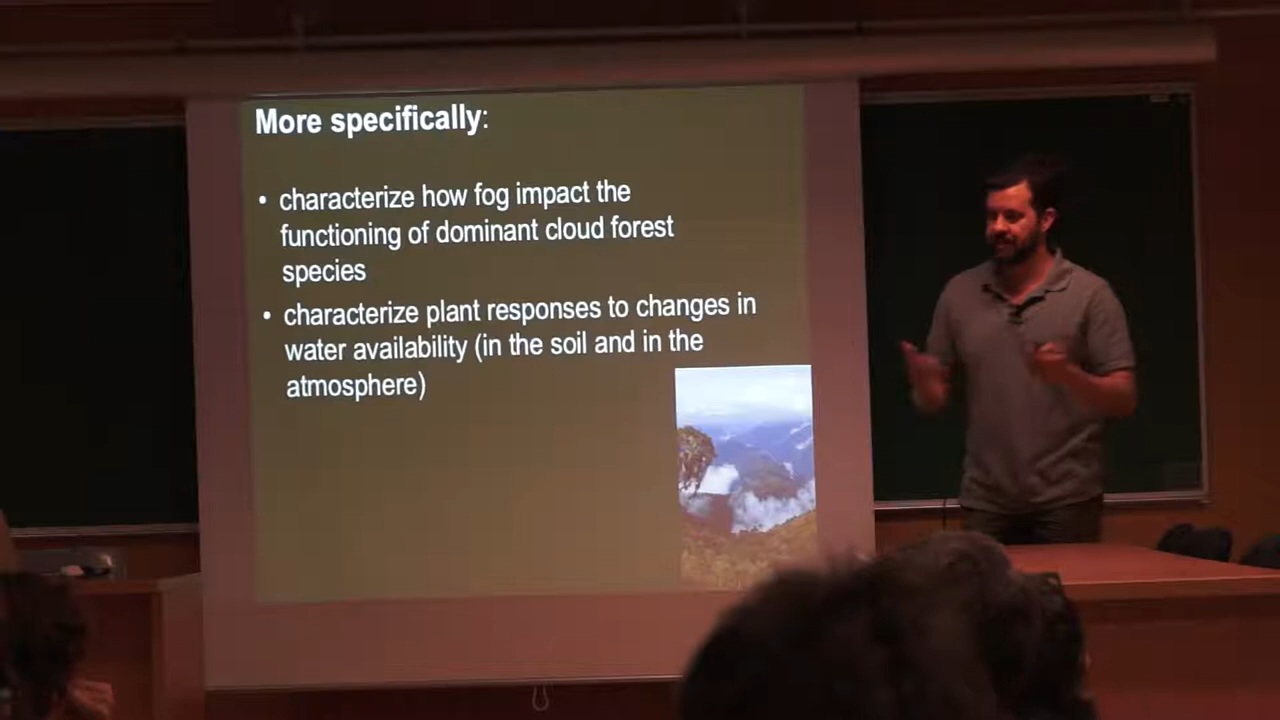 More specifically:
• characterize how fog impact the
functioning of dominant cloud forest
species
• characterize plant responses to changes in
water availability (in the soil and in the
atmosphere)